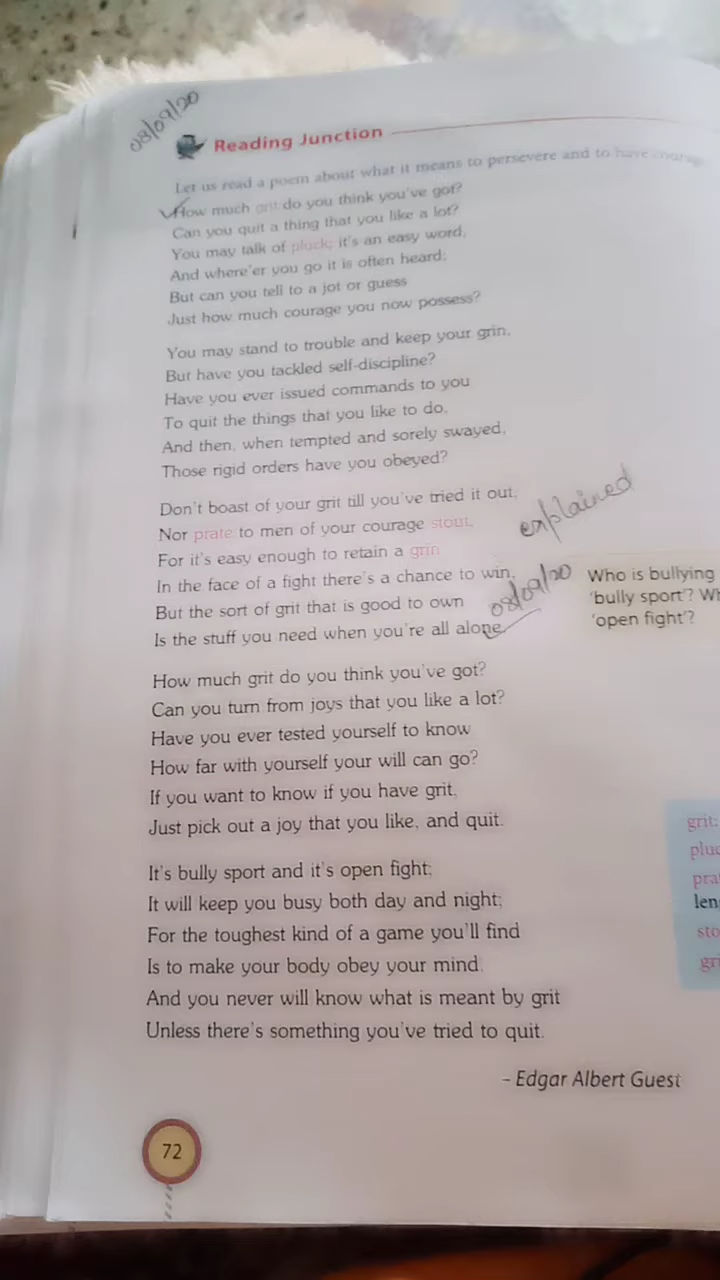 08/09/20
Reading Junction
Let us read a poem about what it means to persevere and to have courag
How much grit do you think you've got?
Can you quit a thing that you like a lot?
You may talk of pluck; it's an easy word,
And where'er you go it is often heard;
But can you tell to a jot or guess
Just how much courage you now possess?
You may stand to trouble and keep your grin,
But have you tackled self-discipline?
Have you ever issued commands to you
To quit the things that you like to do,
And then, when tempted and sorely swayed,
Those rigid orders have you obeyed?
Don't boast of your grit till you've tried it out,
Nor prate to men of your courage stout,
For it's easy enough to retain a grin
In the face of a fight there's a chance to win,
But the sort of grit that is good to own
Is the stuff you need when you're all alone.
explained
08/09/20
Who is bullying
'bully sport'? Wh
'open fight'?
How much grit do you think you've got?
Can you turn from joys that you like a lot?
Have you ever tested yourself to know
How far with yourself your will can go?
If you want to know if you have grit,
Just pick out a joy that you like, and quit.
It's bully sport and it's open fight;
It will keep you busy both day and night;
For the toughest kind of a game you'll find
Is to make your body obey your mind.
And you never will know what is meant by grit
Unless there's something you've tried to quit.
– Edgar Albert Guest
grit:
pluc
pra
len
sto
gri
72